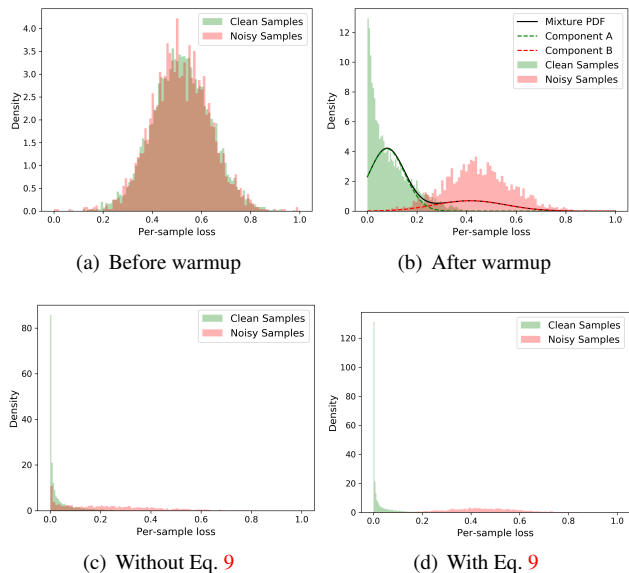 Clean Samples
Noisy Samples
4.0
3.5
3.0
2.5
2.0
1.5
1.0
0.5
0.0
Density
0.0 0.2 0.4 0.6 0.8 1.0
Per-sample loss
(a) Before warmup
Mixture PDF
Component A
Component B
Clean Samples
Noisy Samples
12
10
8
6
4
2
0
Density
0.0 0.2 0.4 0.6 0.8 1.0
Per-sample loss
(b) After warmup
Clean Samples
Noisy Samples
80
60
40
20
0
Density
0.0 0.2 0.4 0.6 0.8 1.0
Per-sample loss
(c) Without Eq. 9
Clean Samples
Noisy Samples
120
100
80
60
40
20
0
Density
0.0 0.2 0.4 0.6 0.8 1.0
Per-sample loss
(d) With Eq. 9